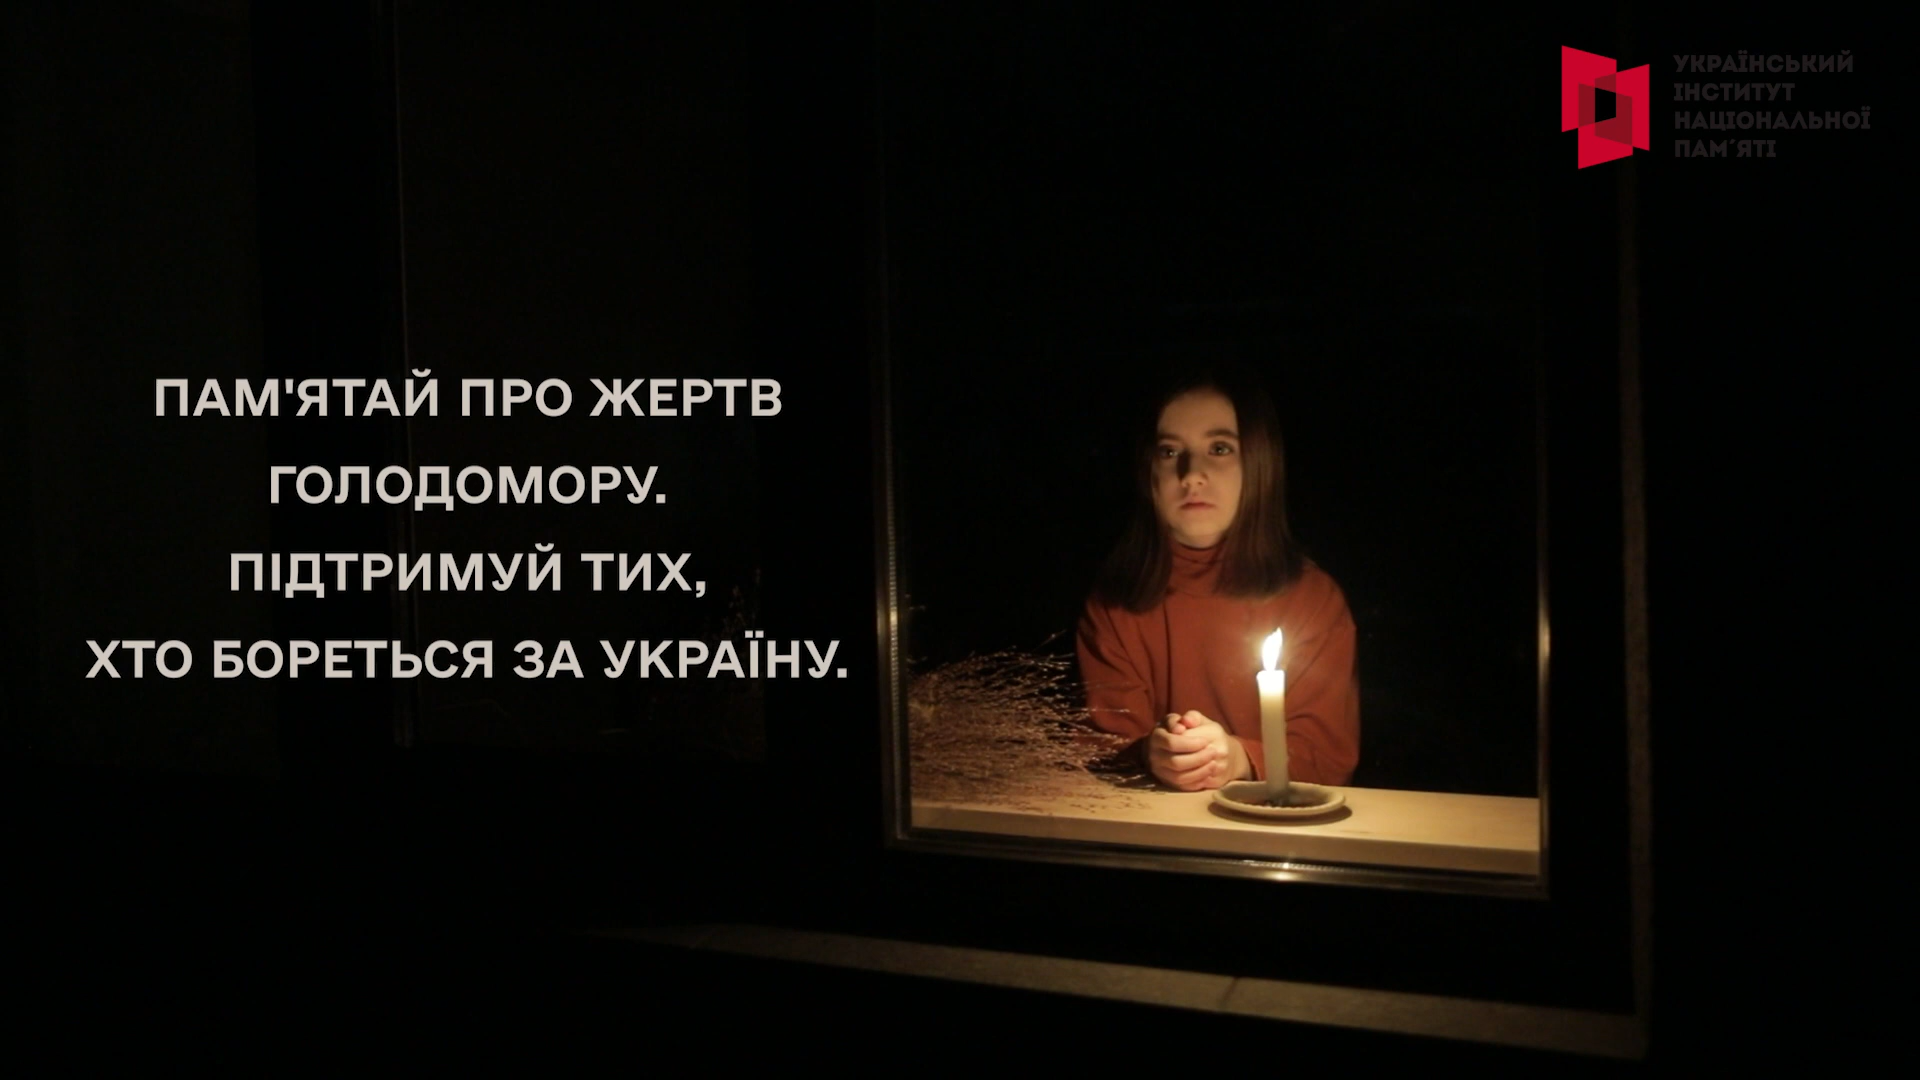 ПАМ'ЯТАЙ ПРО ЖЕРТВ
ГОЛОДОМОРУ.
ПІДТРИМУЙ ТИХ,
ХТО БОРЕТЬСЯ ЗА УКРАЇНУ.
УКРАЇНСЬКИЙ
ІНСТИТУТ
НАЦІОНАЛЬНОЇ
ПАМ´ЯТІ